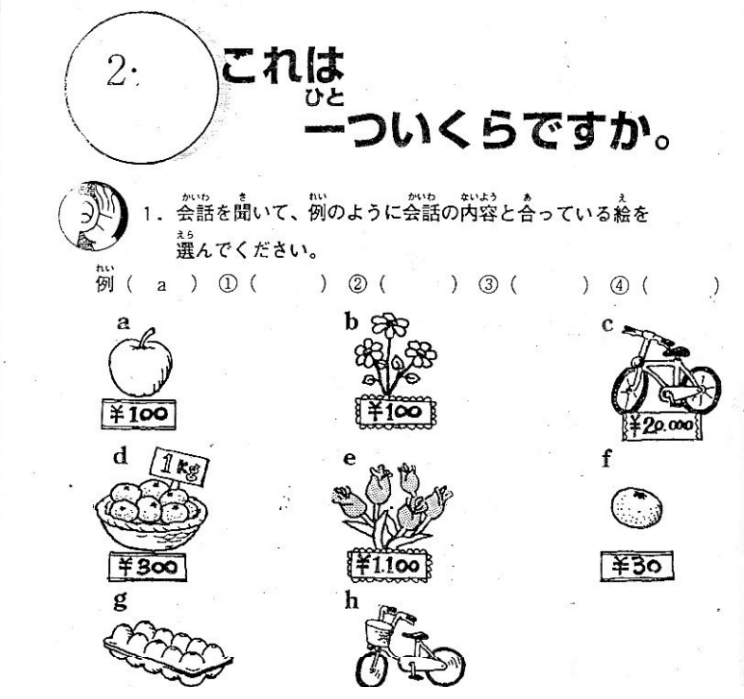 2.
これは
ひと
一ついくらですか。
かいわ き れい かいわ ないよう あ え
1．会話を聞いて、例のように会話の内容と合っている絵を
えら
選んでください。
れい
例（ a ）①（ ）②（ ）③（ ）④（ ）
a b c
¥100 ¥100 ¥20.000
d e f
1kg
¥300 ¥1.100 ¥30
g h